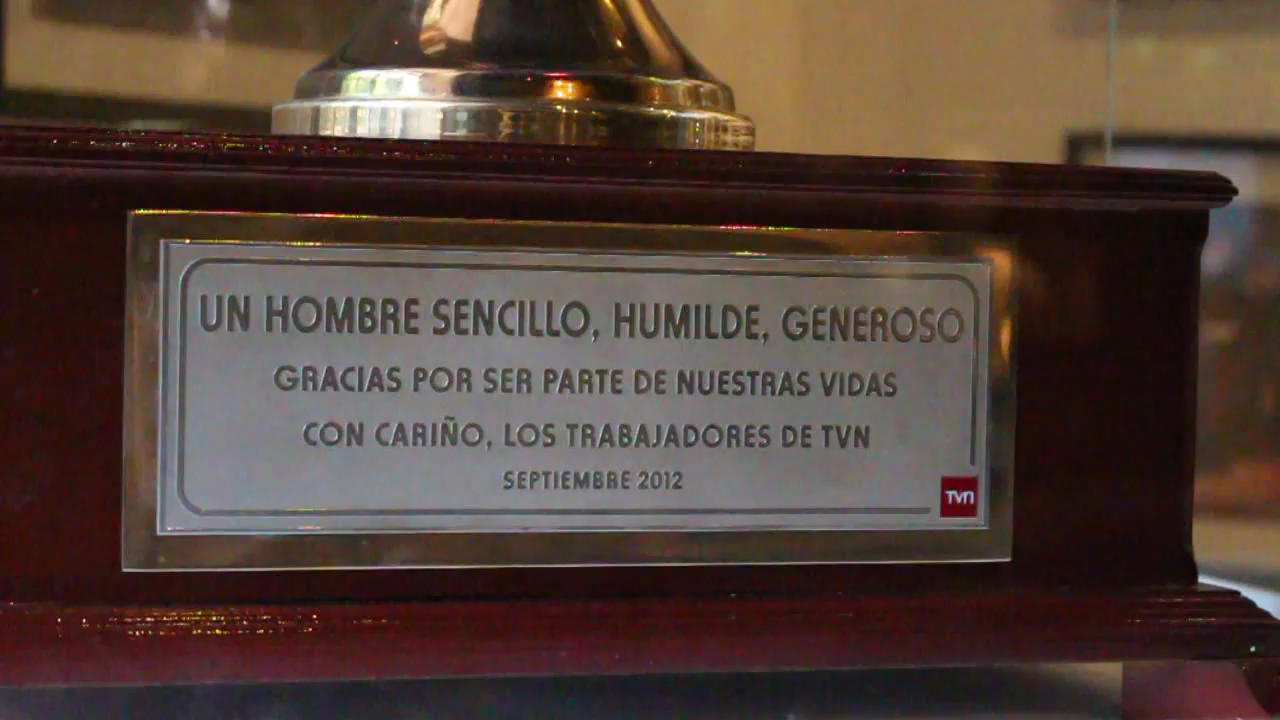 UN HOMBRE SENCILLO, HUMILDE, GENEROSO
GRACIAS POR SER PARTE DE NUESTRAS VIDAS
CON CARIÑO, LOS TRABAJADORES DE TVN
SEPTIEMBRE 2012
TVN